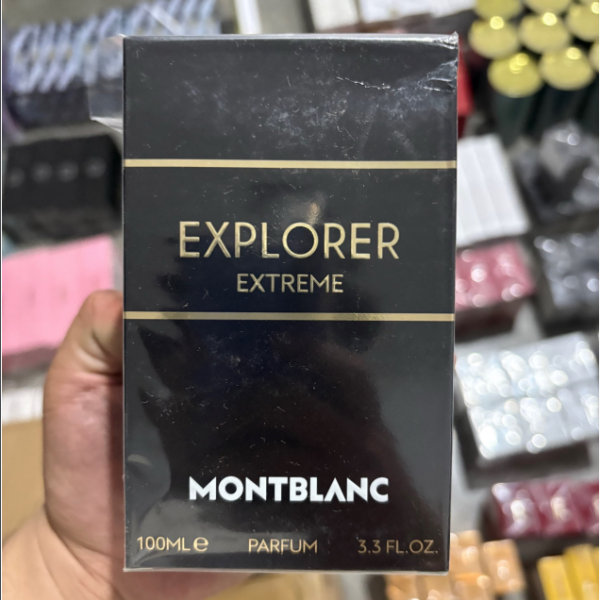 EXPLORER
EXTREME
MONTBLANC
100ML ℮ PARFUM 3.3 FL.OZ.